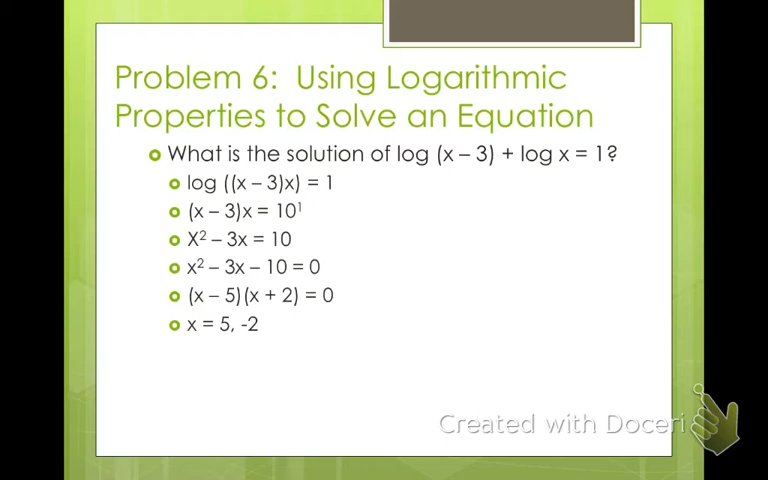 Problem 6: Using Logarithmic
Properties to Solve an Equation
What is the solution of log (x – 3) + log x = 1?
log ((x – 3)x) = 1
(x – 3)x = 10¹
X² – 3x = 10
x² – 3x – 10 = 0
(x – 5)(x + 2) = 0
x = 5, -2
Created with Doceri